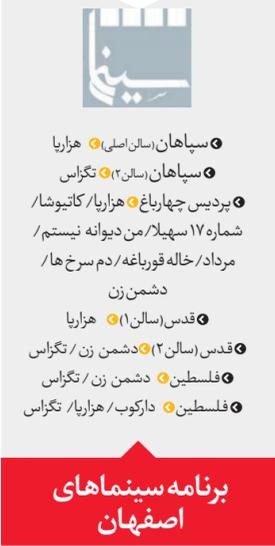 سینما
سپاهان (سالن اصلی) هزارپا
سپاهان (سالن ۲) تگزاس
پردیس چهارباغ هزارپا / کاتیوشا /
شماره ۱۷ سهیلا / من دیوانه نیستم /
مرداد / خاله قورباغه / دم سرخ ها /
دشمن زن
قدس (سالن ۱) هزارپا
قدس (سالن ۲) دشمن زن / تگزاس
فلسطین دشمن زن / تگزاس
فلسطین دارکوب / هزارپا / تگزاس
برنامه سینماهای
اصفهان